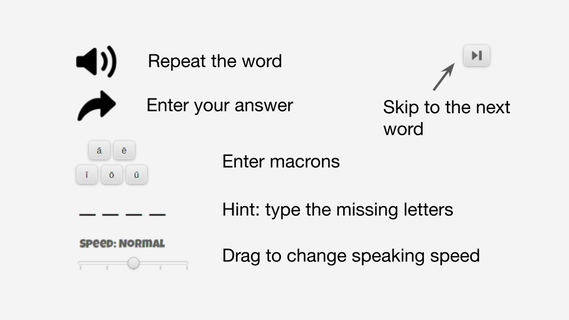 Repeat the word
Enter your answer
Skip to the next
word
ā ē
ī ō ū
Enter macrons
Hint: type the missing letters
Speed: Normal
Drag to change speaking speed